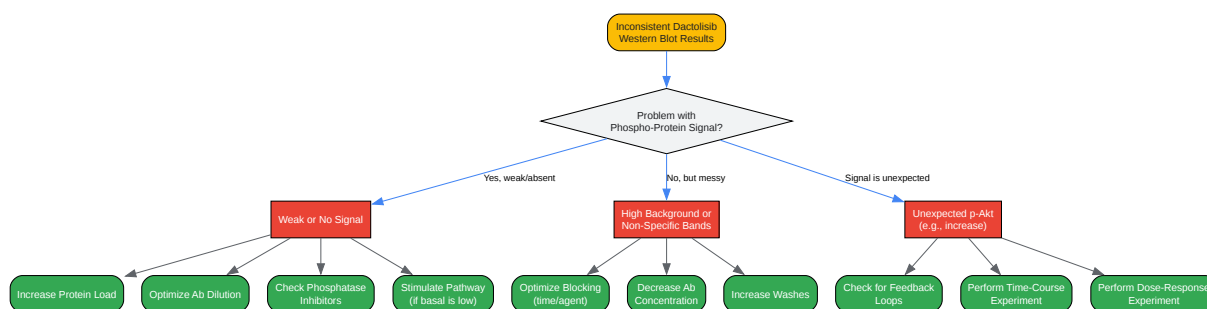 Inconsistent Dactolisib
Western Blot Results
Problem with
Phospho-Protein Signal?
Yes, weak/absent
No, but messy
Signal is unexpected
Weak or No Signal
High Background or
Non-Specific Bands
Unexpected p-Akt
(e.g., increase)
Increase Protein Load
Optimize Ab Dilution
Check Phosphatase
Inhibitors
Stimulate Pathway
(if basal is low)
Optimize Blocking
(time/agent)
Decrease Ab
Concentration
Increase Washes
Check for Feedback
Loops
Perform Time-Course
Experiment
Perform Dose-Response
Experiment